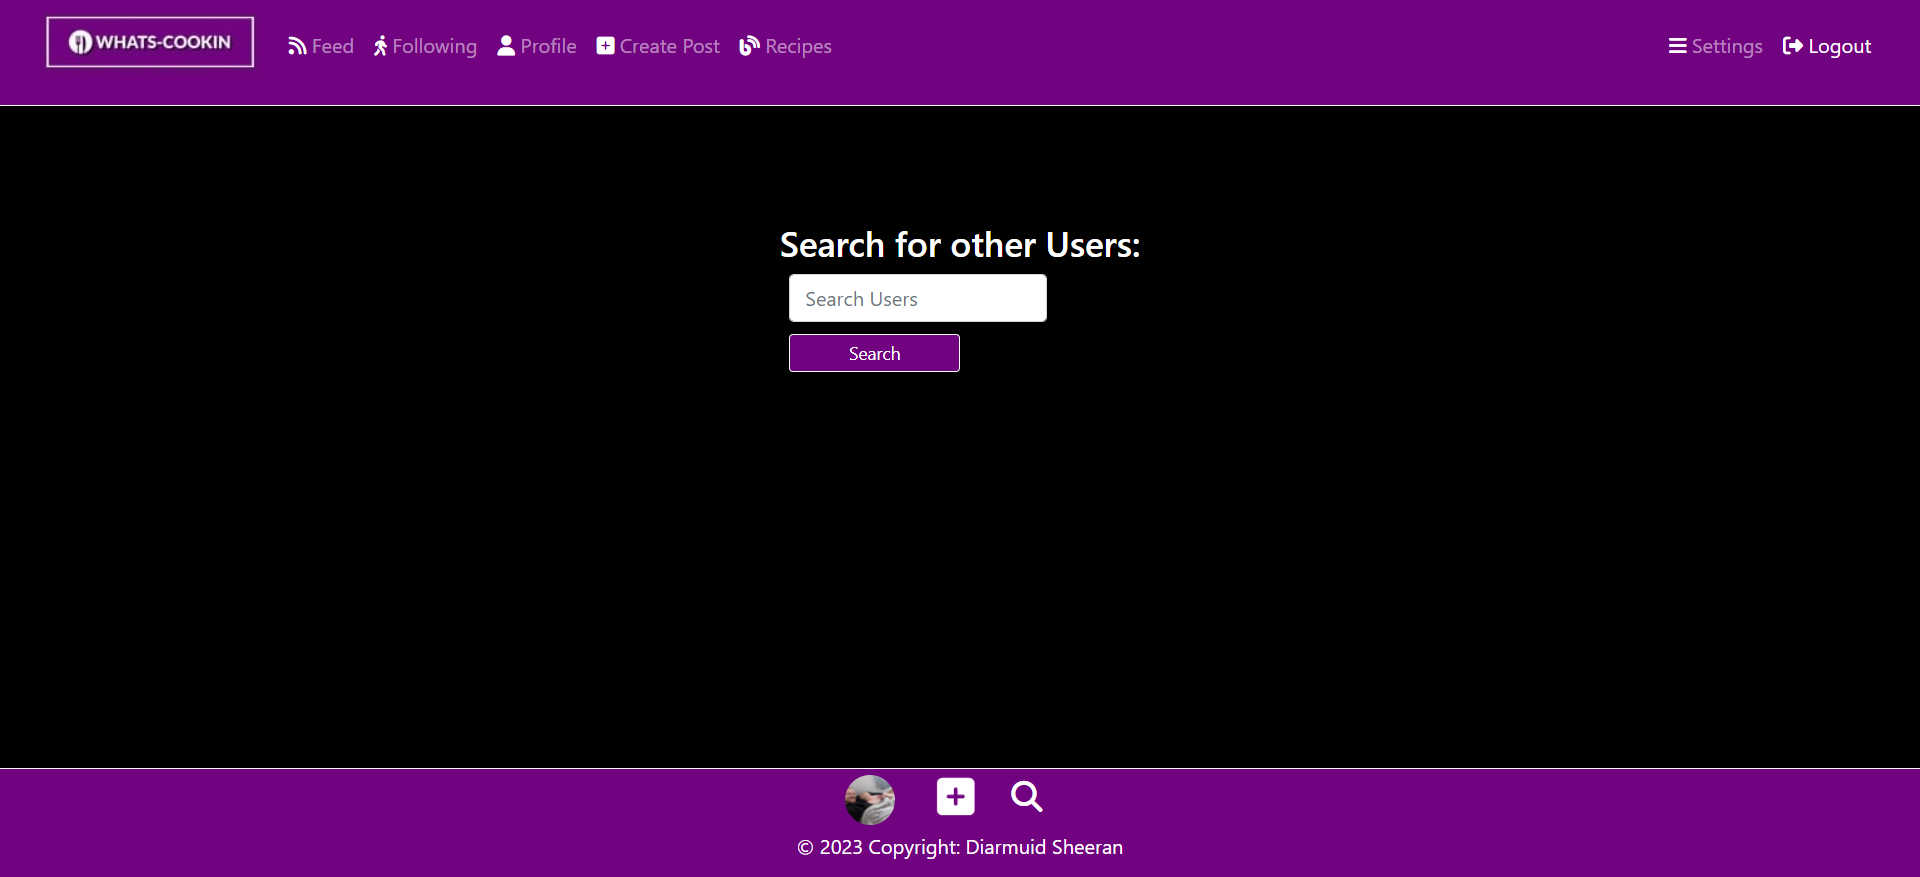 WHATS-COOKIN Feed Following Profile Create Post Recipes Settings Logout
Search for other Users:
Search Users
Search
© 2023 Copyright: Diarmuid Sheeran